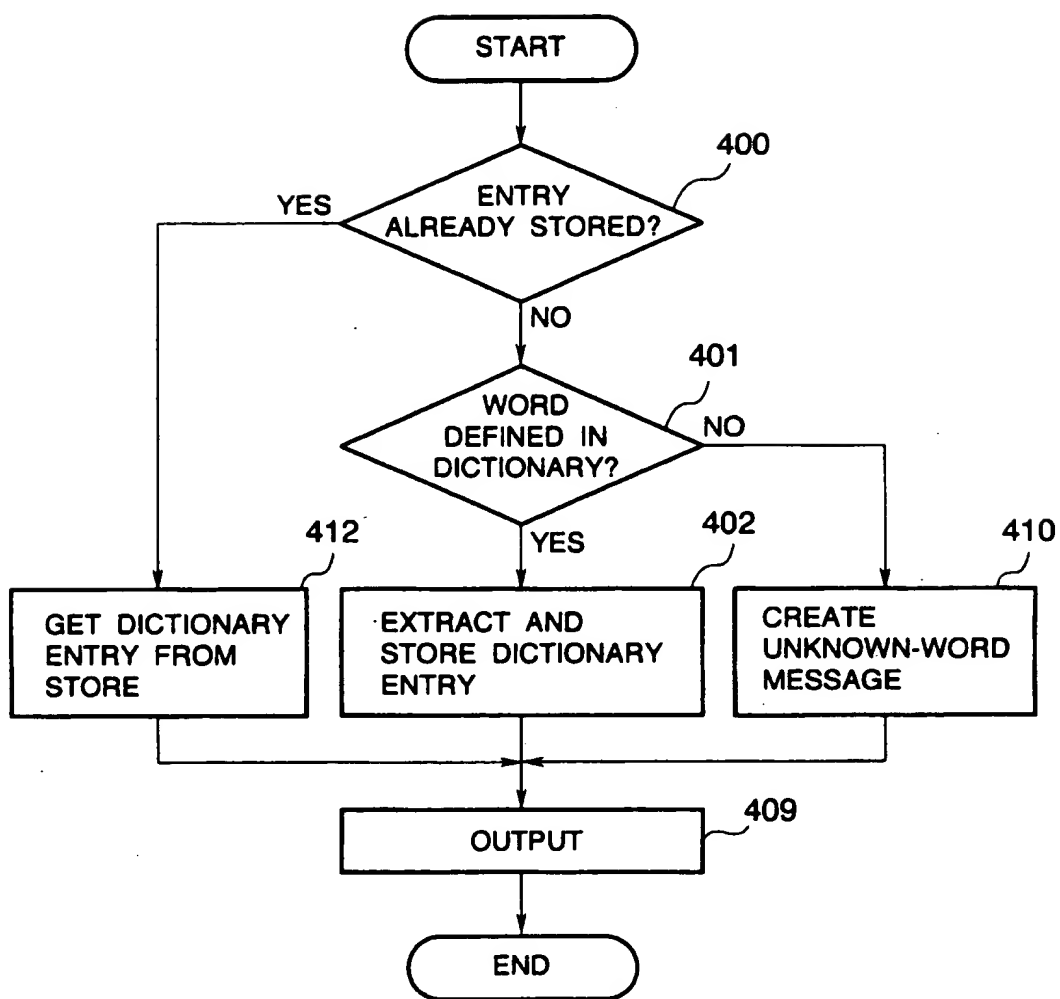 START
400
ENTRY
ALREADY STORED?
YES
NO
401
WORD
DEFINED IN
DICTIONARY?
NO
YES
412
GET DICTIONARY
ENTRY FROM
STORE
402
EXTRACT AND
STORE DICTIONARY
ENTRY
410
CREATE
UNKNOWN-WORD
MESSAGE
409
OUTPUT
END